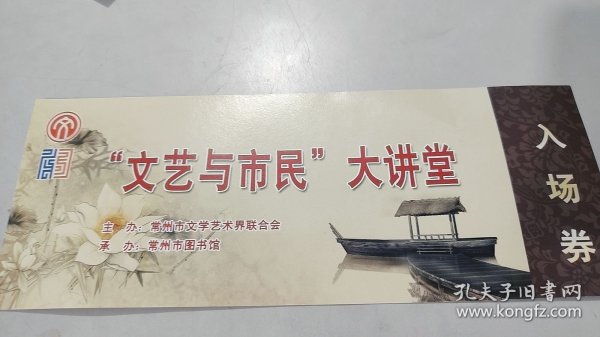 “文艺与市民”大讲堂
主 办：常州市文学艺术界联合会
承 办：常州市图书馆
入场券
孔夫子旧书网
www.kongfz.com